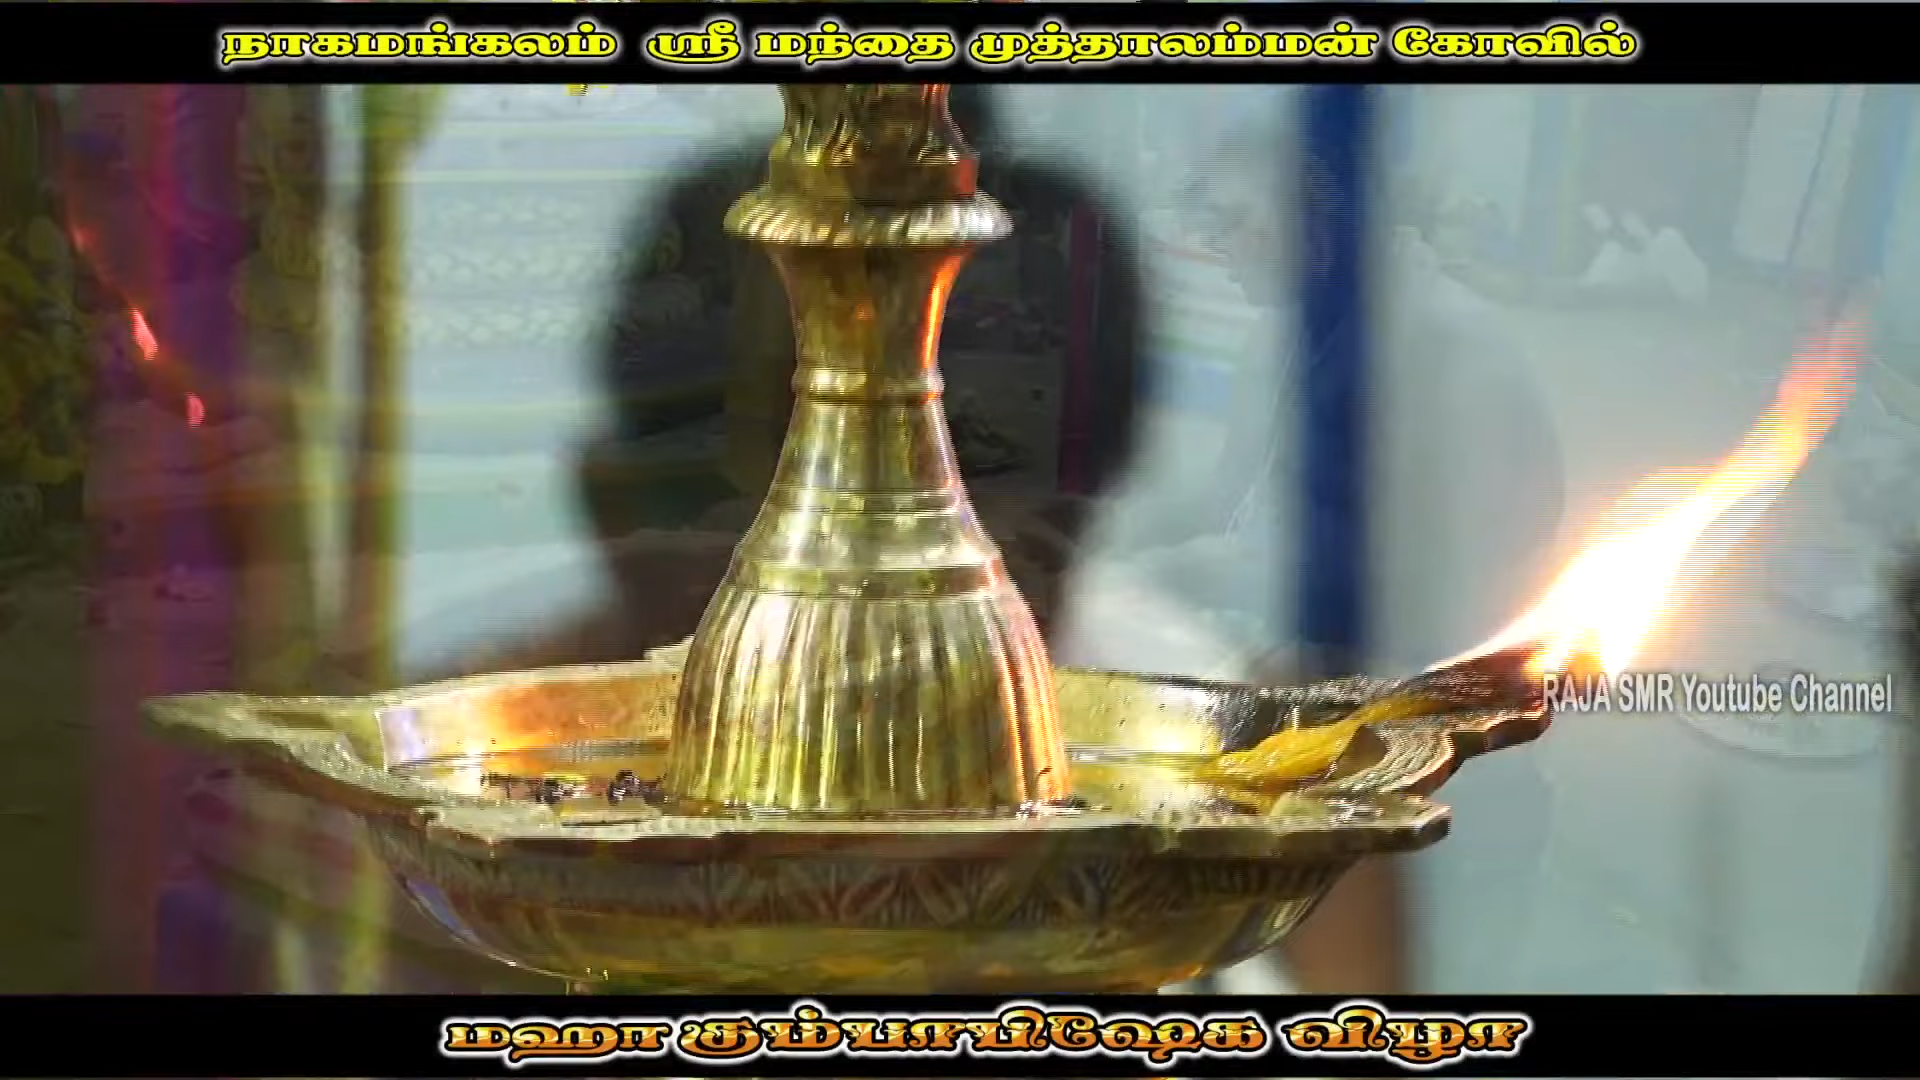 நாகமங்கலம் ஸ்ரீ மந்தை முத்தாலம்மன் கோவில்
RAJA SMR Youtube Channel
மஹா கும்பாபிஷேக விழா